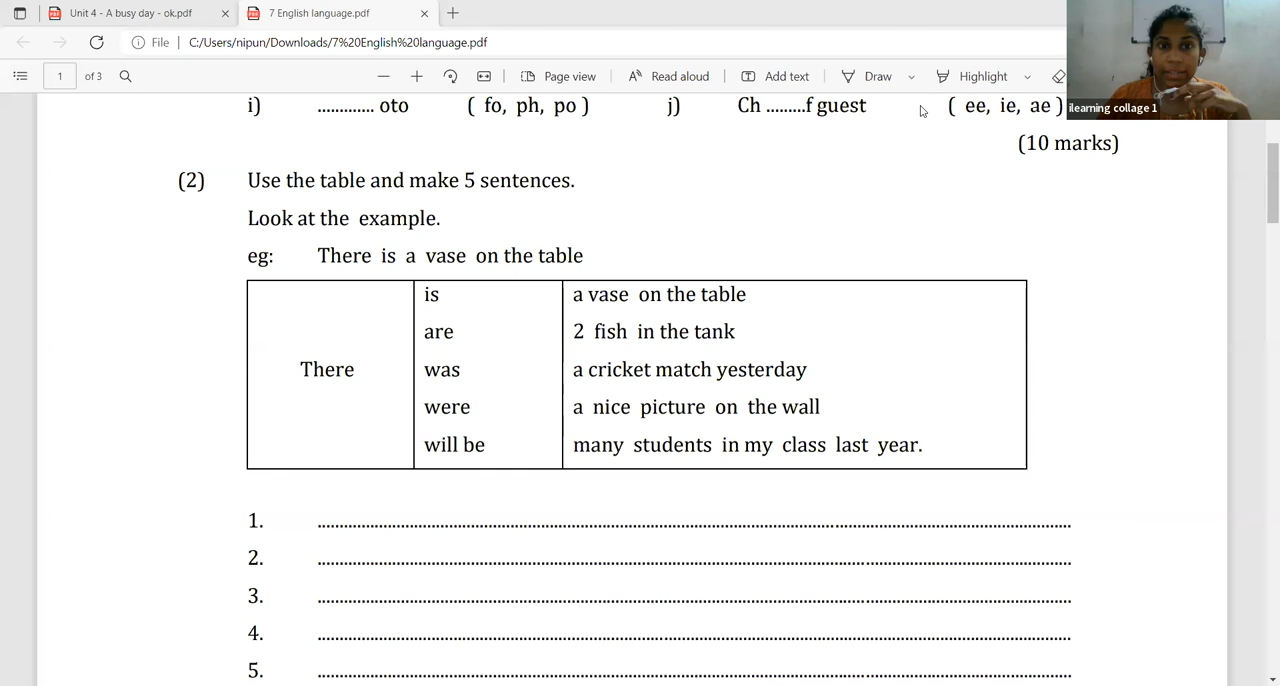 Unit 4 - A busy day - ok.pdf
7 English language.pdf
File
C:/Users/nipun/Downloads/7%20English%20language.pdf
1 of 3
Page view
Read aloud
Add text
Draw
Highlight
ilearning collage 1
i) ............. oto ( fo, ph, po ) j) Ch .........f guest ( ee, ie, ae )
(10 marks)
(2) Use the table and make 5 sentences.
Look at the example.
eg: There is a vase on the table
is a vase on the table
are 2 fish in the tank
There was a cricket match yesterday
were a nice picture on the wall
will be many students in my class last year.
1. ........................................................................................................
2. ........................................................................................................
3. ........................................................................................................
4. ........................................................................................................
5. ........................................................................................................